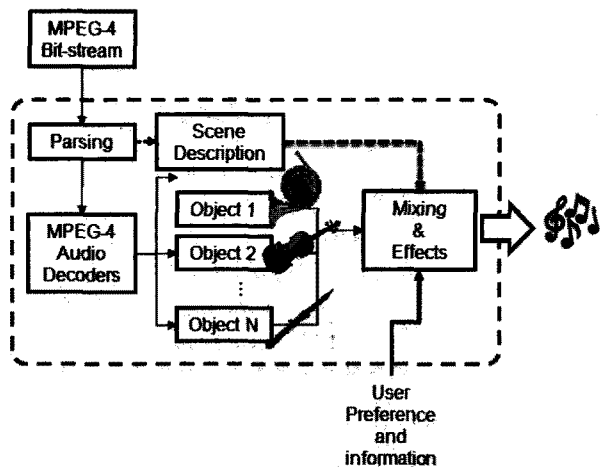 MPEG-4
Bit-stream
Parsing
Scene
Description
MPEG-4
Audio
Decoders
Object 1
Object 2
⋮
Object N
Mixing
&
Effects
User
Preference
and
information